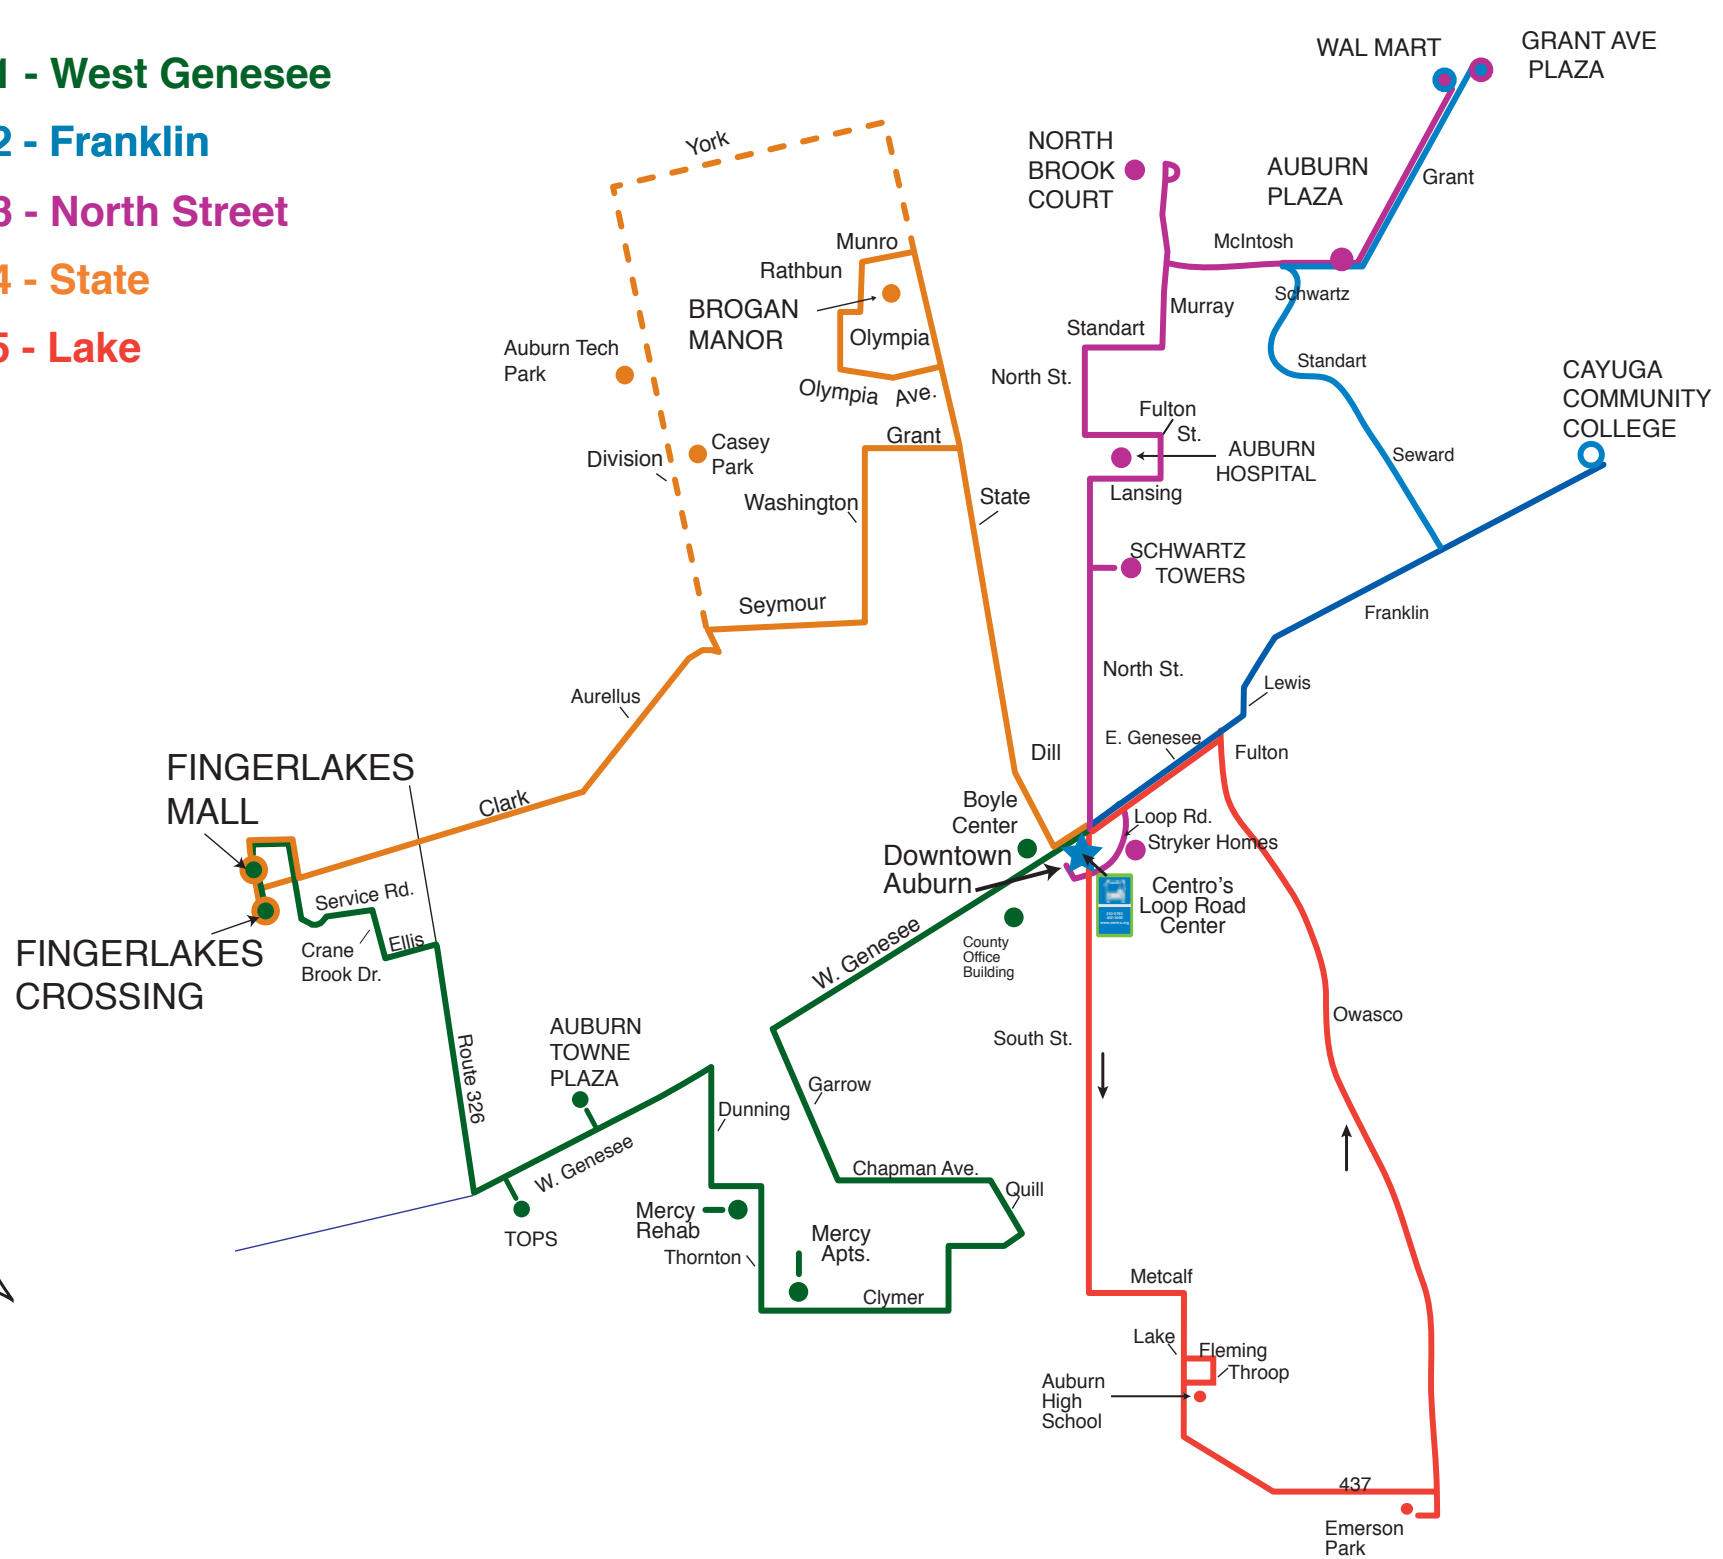 1 - West Genesee
2 - Franklin
3 - North Street
4 - State
5 - Lake
WAL MART
GRANT AVE
PLAZA
NORTH
BROOK
COURT
AUBURN
PLAZA
Grant
McIntosh
Schwartz
Murray
Standart
North St.
Standart
Fulton
St.
AUBURN
HOSPITAL
Lansing
Seward
CAYUGA
COMMUNITY
COLLEGE
SCHWARTZ
TOWERS
Franklin
North St.
Lewis
E. Genesee
Fulton
York
Munro
Rathbun
BROGAN
MANOR
Olympia
Olympia Ave.
Auburn Tech
Park
Casey
Park
Division
Grant
Washington
State
Seymour
Aurellus
Dill
Clark
FINGERLAKES
MALL
FINGERLAKES
CROSSING
Service Rd.
Crane
Brook Dr.
Ellis
Route 326
Boyle
Center
Downtown
Auburn
Loop Rd.
Stryker Homes
Centro's
Loop Road
Center
County
Office
Building
W. Genesee
AUBURN
TOWNE
PLAZA
W. Genesee
TOPS
Dunning
Garrow
Chapman Ave.
Quill
Mercy
Rehab
Thornton
Mercy
Apts.
Clymer
South St.
Owasco
Metcalf
Lake
Fleming
Throop
Auburn
High
School
437
Emerson
Park